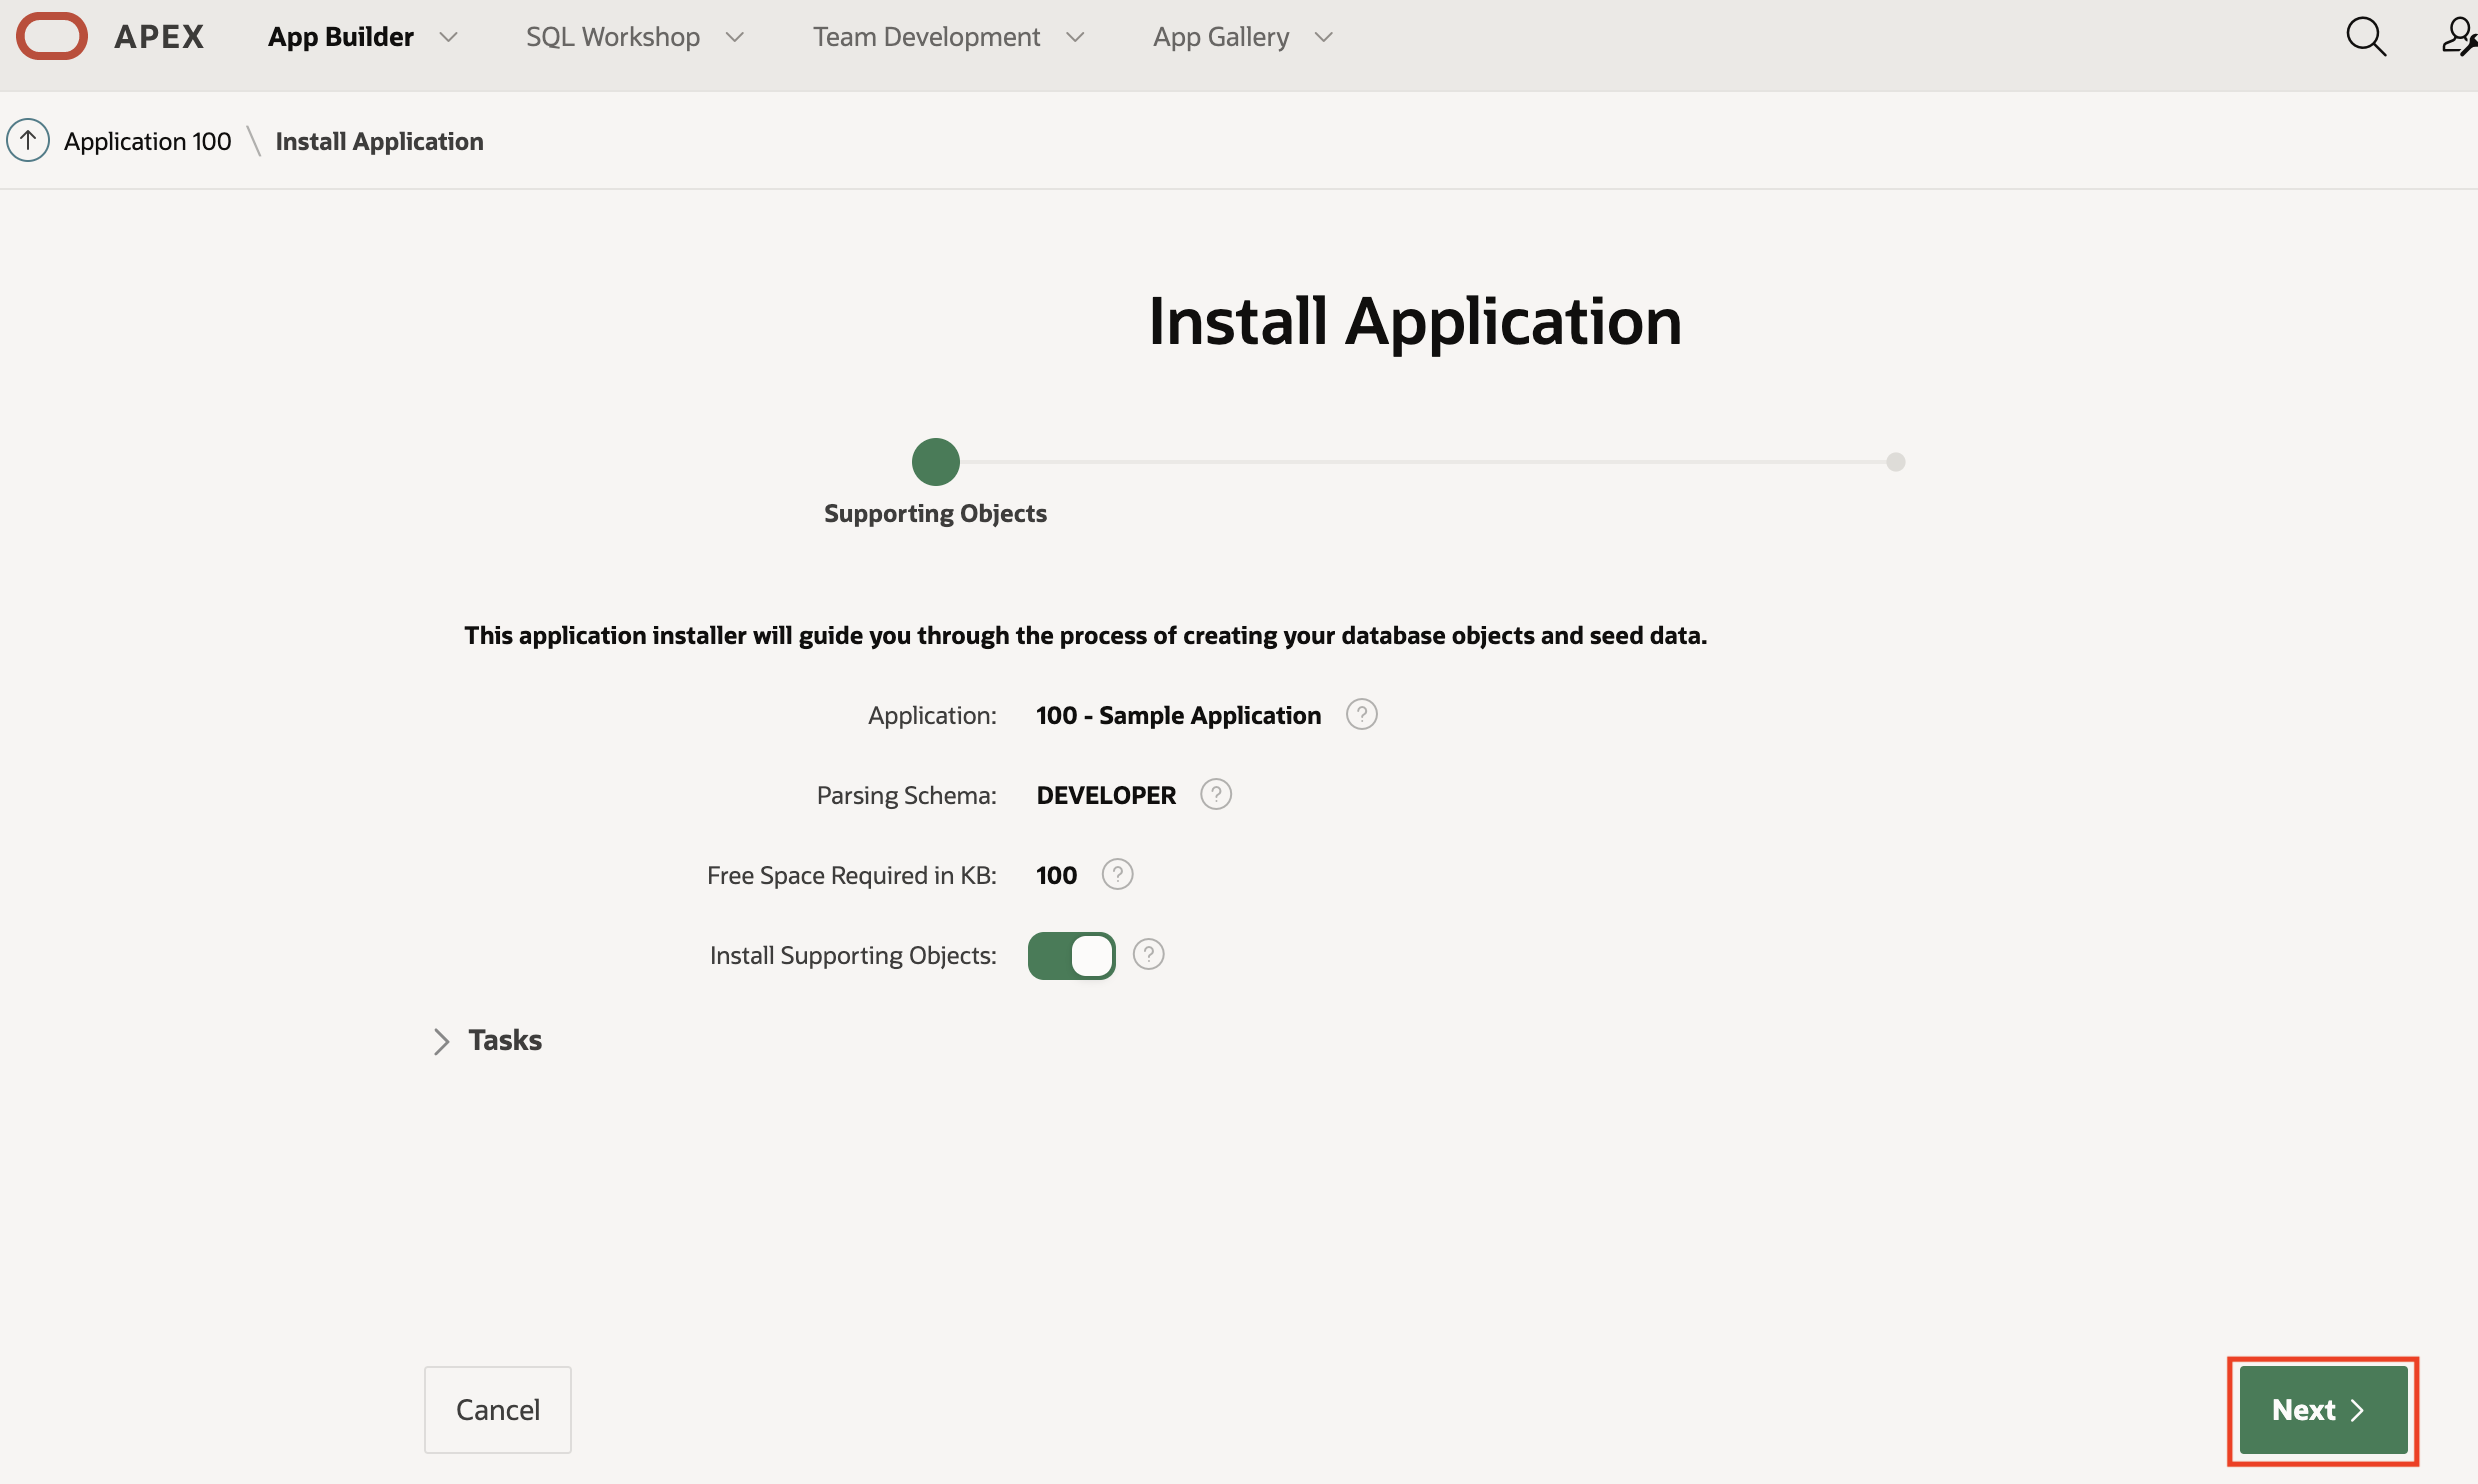 APEX App Builder SQL Workshop Team Development App Gallery
Application 100 \ Install Application
Install Application
Supporting Objects
This application installer will guide you through the process of creating your database objects and seed data.
Application: 100 - Sample Application ?
Parsing Schema: DEVELOPER ?
Free Space Required in KB: 100 ?
Install Supporting Objects: ?
Tasks
Cancel Next